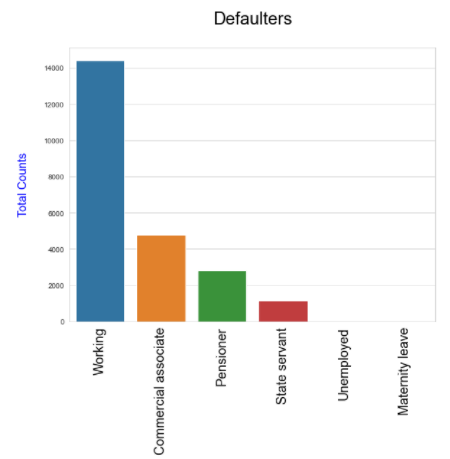 Defaulters
Total Counts
14000
12000
10000
8000
6000
4000
2000
0
Working
Commercial associate
Pensioner
State servant
Unemployed
Maternity leave